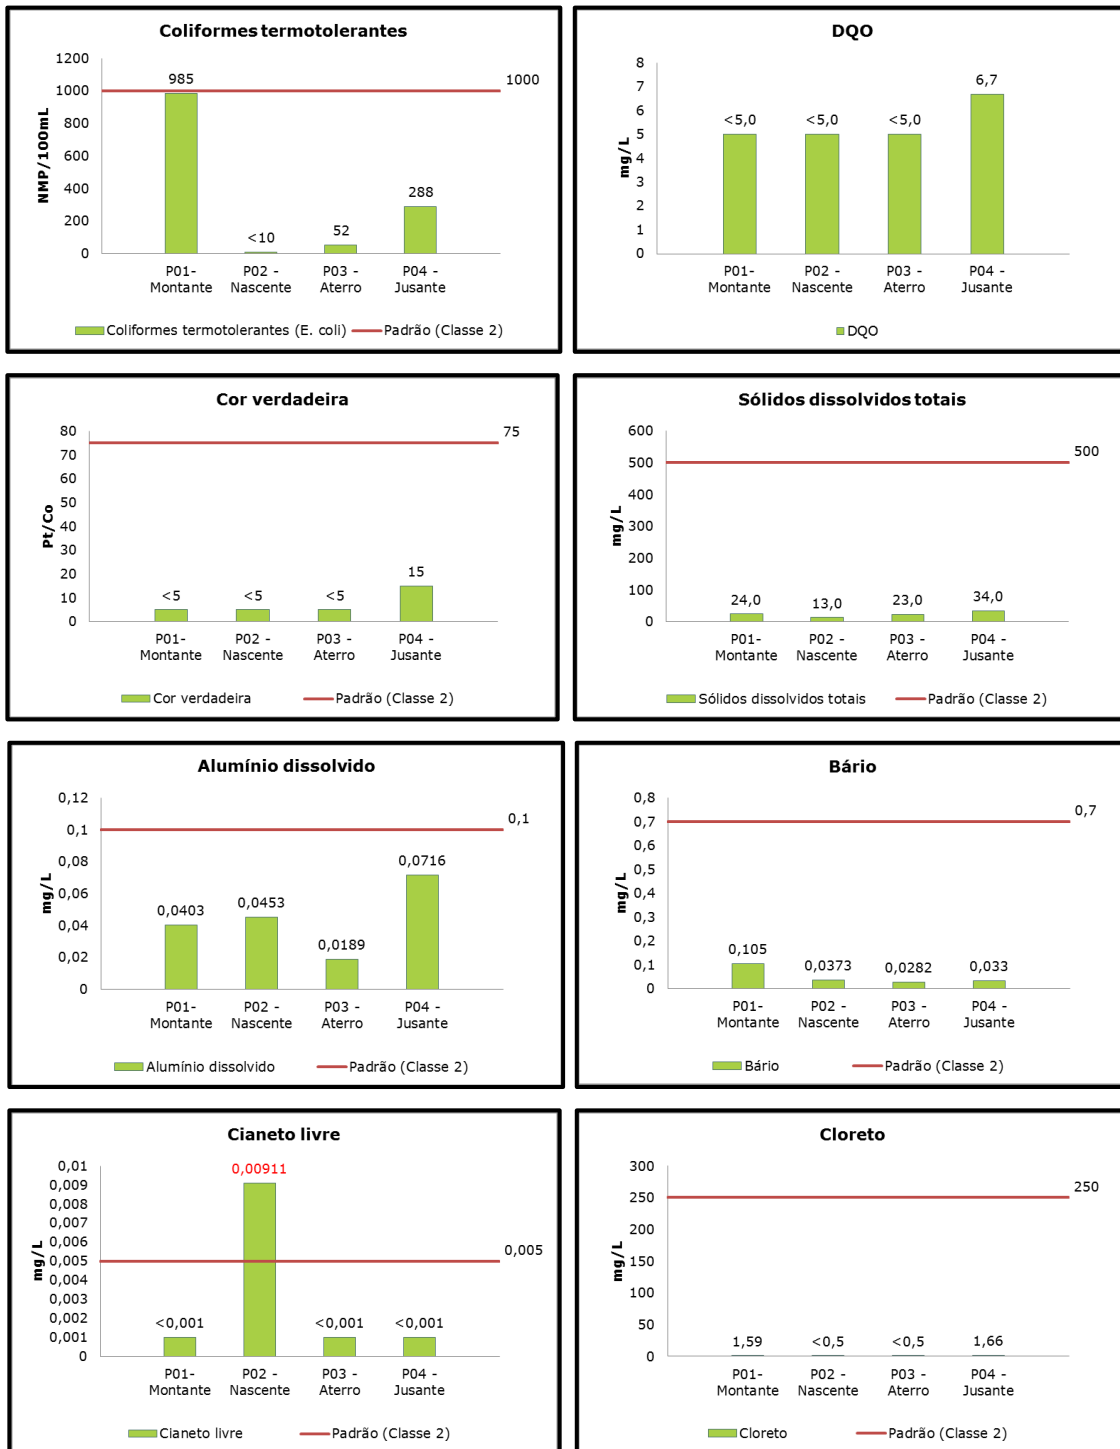 Coliformes termotolerantes
1200
1000
800
600
400
200
0
NMP/100mL
985
<10
52
288
1000
P01-
Montante
P02 -
Nascente
P03 -
Aterro
P04 -
Jusante
Coliformes termotolerantes (E. coli)
Padrão (Classe 2)
DQO
8
7
6
5
4
3
2
1
0
mg/L
<5,0
<5,0
<5,0
6,7
P01-
Montante
P02 -
Nascente
P03 -
Aterro
P04 -
Jusante
DQO
Cor verdadeira
80
70
60
50
40
30
20
10
0
Pt/Co
<5
<5
<5
15
75
P01-
Montante
P02 -
Nascente
P03 -
Aterro
P04 -
Jusante
Cor verdadeira
Padrão (Classe 2)
Sólidos dissolvidos totais
600
500
400
300
200
100
0
mg/L
24,0
13,0
23,0
34,0
500
P01-
Montante
P02 -
Nascente
P03 -
Aterro
P04 -
Jusante
Sólidos dissolvidos totais
Padrão (Classe 2)
Alumínio dissolvido
0,12
0,1
0,08
0,06
0,04
0,02
0
mg/L
0,0403
0,0453
0,0189
0,0716
0,1
P01-
Montante
P02 -
Nascente
P03 -
Aterro
P04 -
Jusante
Alumínio dissolvido
Padrão (Classe 2)
Bário
0,8
0,7
0,6
0,5
0,4
0,3
0,2
0,1
0
mg/L
0,105
0,0373
0,0282
0,033
0,7
P01-
Montante
P02 -
Nascente
P03 -
Aterro
P04 -
Jusante
Bário
Padrão (Classe 2)
Cianeto livre
0,01
0,009
0,008
0,007
0,006
0,005
0,004
0,003
0,002
0,001
0
mg/L
<0,001
0,00911
<0,001
<0,001
0,005
P01-
Montante
P02 -
Nascente
P03 -
Aterro
P04 -
Jusante
Cianeto livre
Padrão (Classe 2)
Cloreto
300
250
200
150
100
50
0
mg/L
1,59
<0,5
<0,5
1,66
250
P01-
Montante
P02 -
Nascente
P03 -
Aterro
P04 -
Jusante
Cloreto
Padrão (Classe 2)